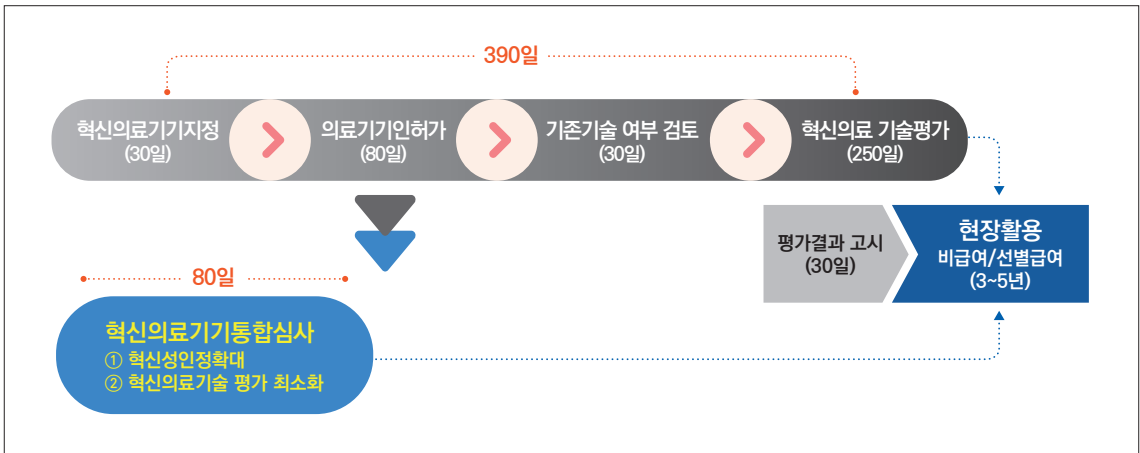 390일
혁신의료기기지정
(30일)
의료기기인허가
(80일)
기존기술 여부 검토
(30일)
혁신의료 기술평가
(250일)
평가결과 고시
(30일)
현장활용
비급여/선별급여
(3~5년)
80일
혁신의료기기통합심사
① 혁신성인정확대
② 혁신의료기술 평가 최소화